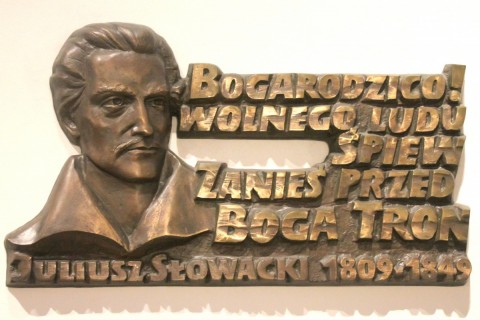 BOGARODZICO!
WOLNEGO LUDU
ŚPIEW
ZANIEŚ PRZED
BOGA TRON
JULIUSZ SŁOWACKI 1809-1849